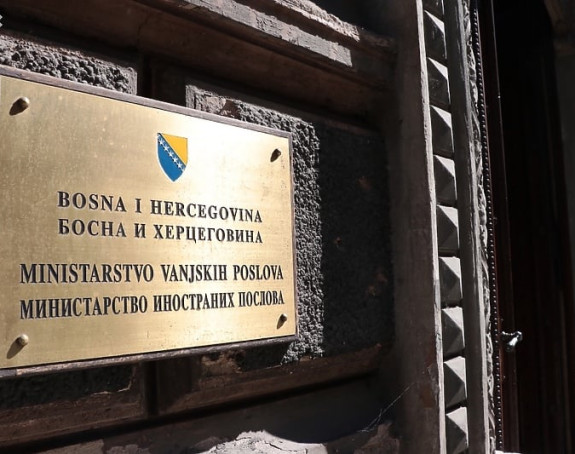 BOSNA I HERCEGOVINA
БОСНА И ХЕРЦЕГОВИНА
MINISTARSTVO VANJSKIH POSLOVA
МИНИСТАРСТВО ИНОСТРАНИХ ПОСЛОВА